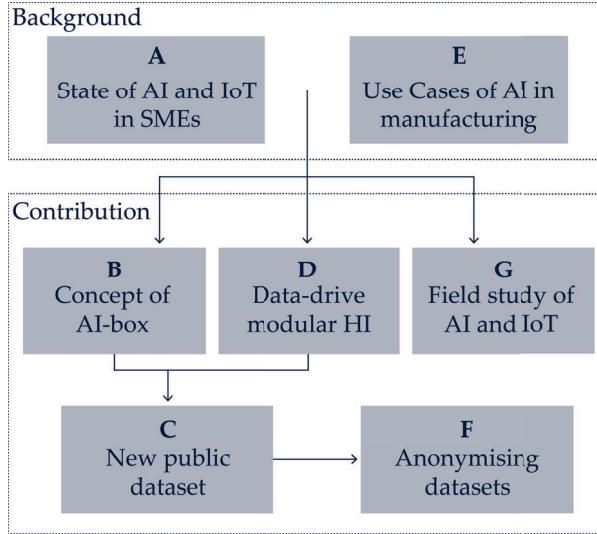 Background
A
State of AI and IoT
in SMEs
E
Use Cases of AI in
manufacturing
Contribution
B
Concept of
AI-box
D
Data-drive
modular HI
G
Field study of
AI and IoT
C
New public
dataset
F
Anonymising
datasets